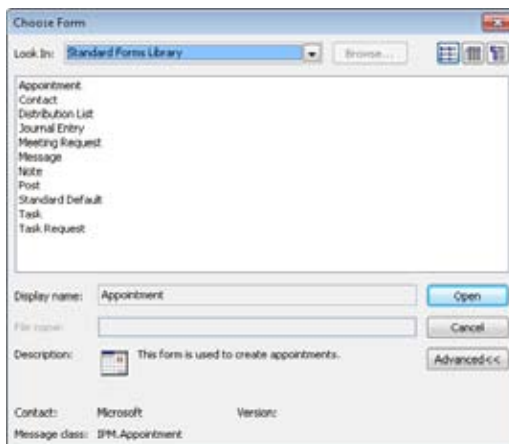 Choose Form
Look In: Standard Forms Library Browse...
Appointment
Contact
Distribution List
Journal Entry
Meeting Request
Message
Note
Post
Standard Default
Task
Task Request
Display name: Appointment Open
File name: Cancel
Description: This form is used to create appointments. Advanced<<
Contact: Microsoft Version:
Message class: IPM.Appointment